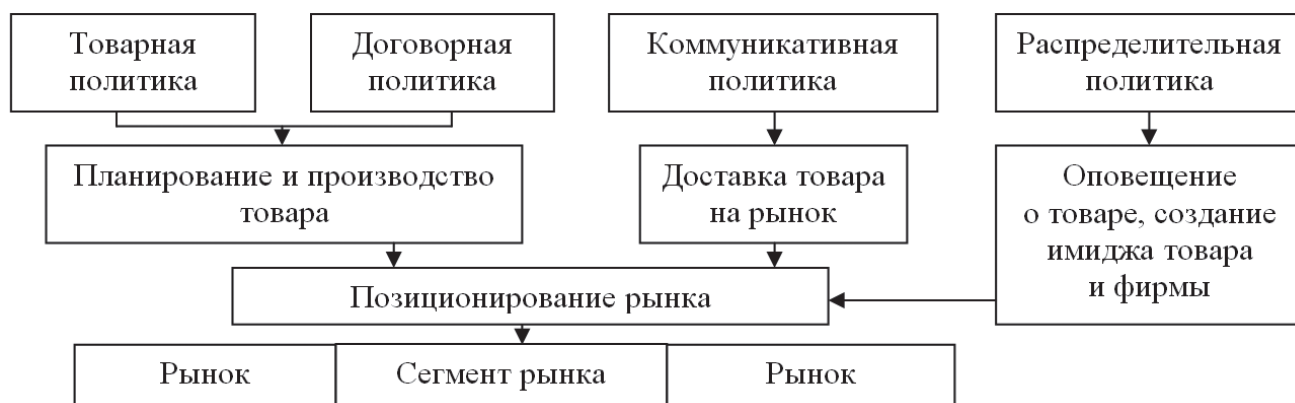 Товарная
политика
Договорная
политика
Коммуникативная
политика
Распределительная
политика
Планирование и производство
товара
Доставка товара
на рынок
Оповещение
о товаре, создание
имиджа товара
и фирмы
Позиционирование рынка
Рынок
Сегмент рынка
Рынок